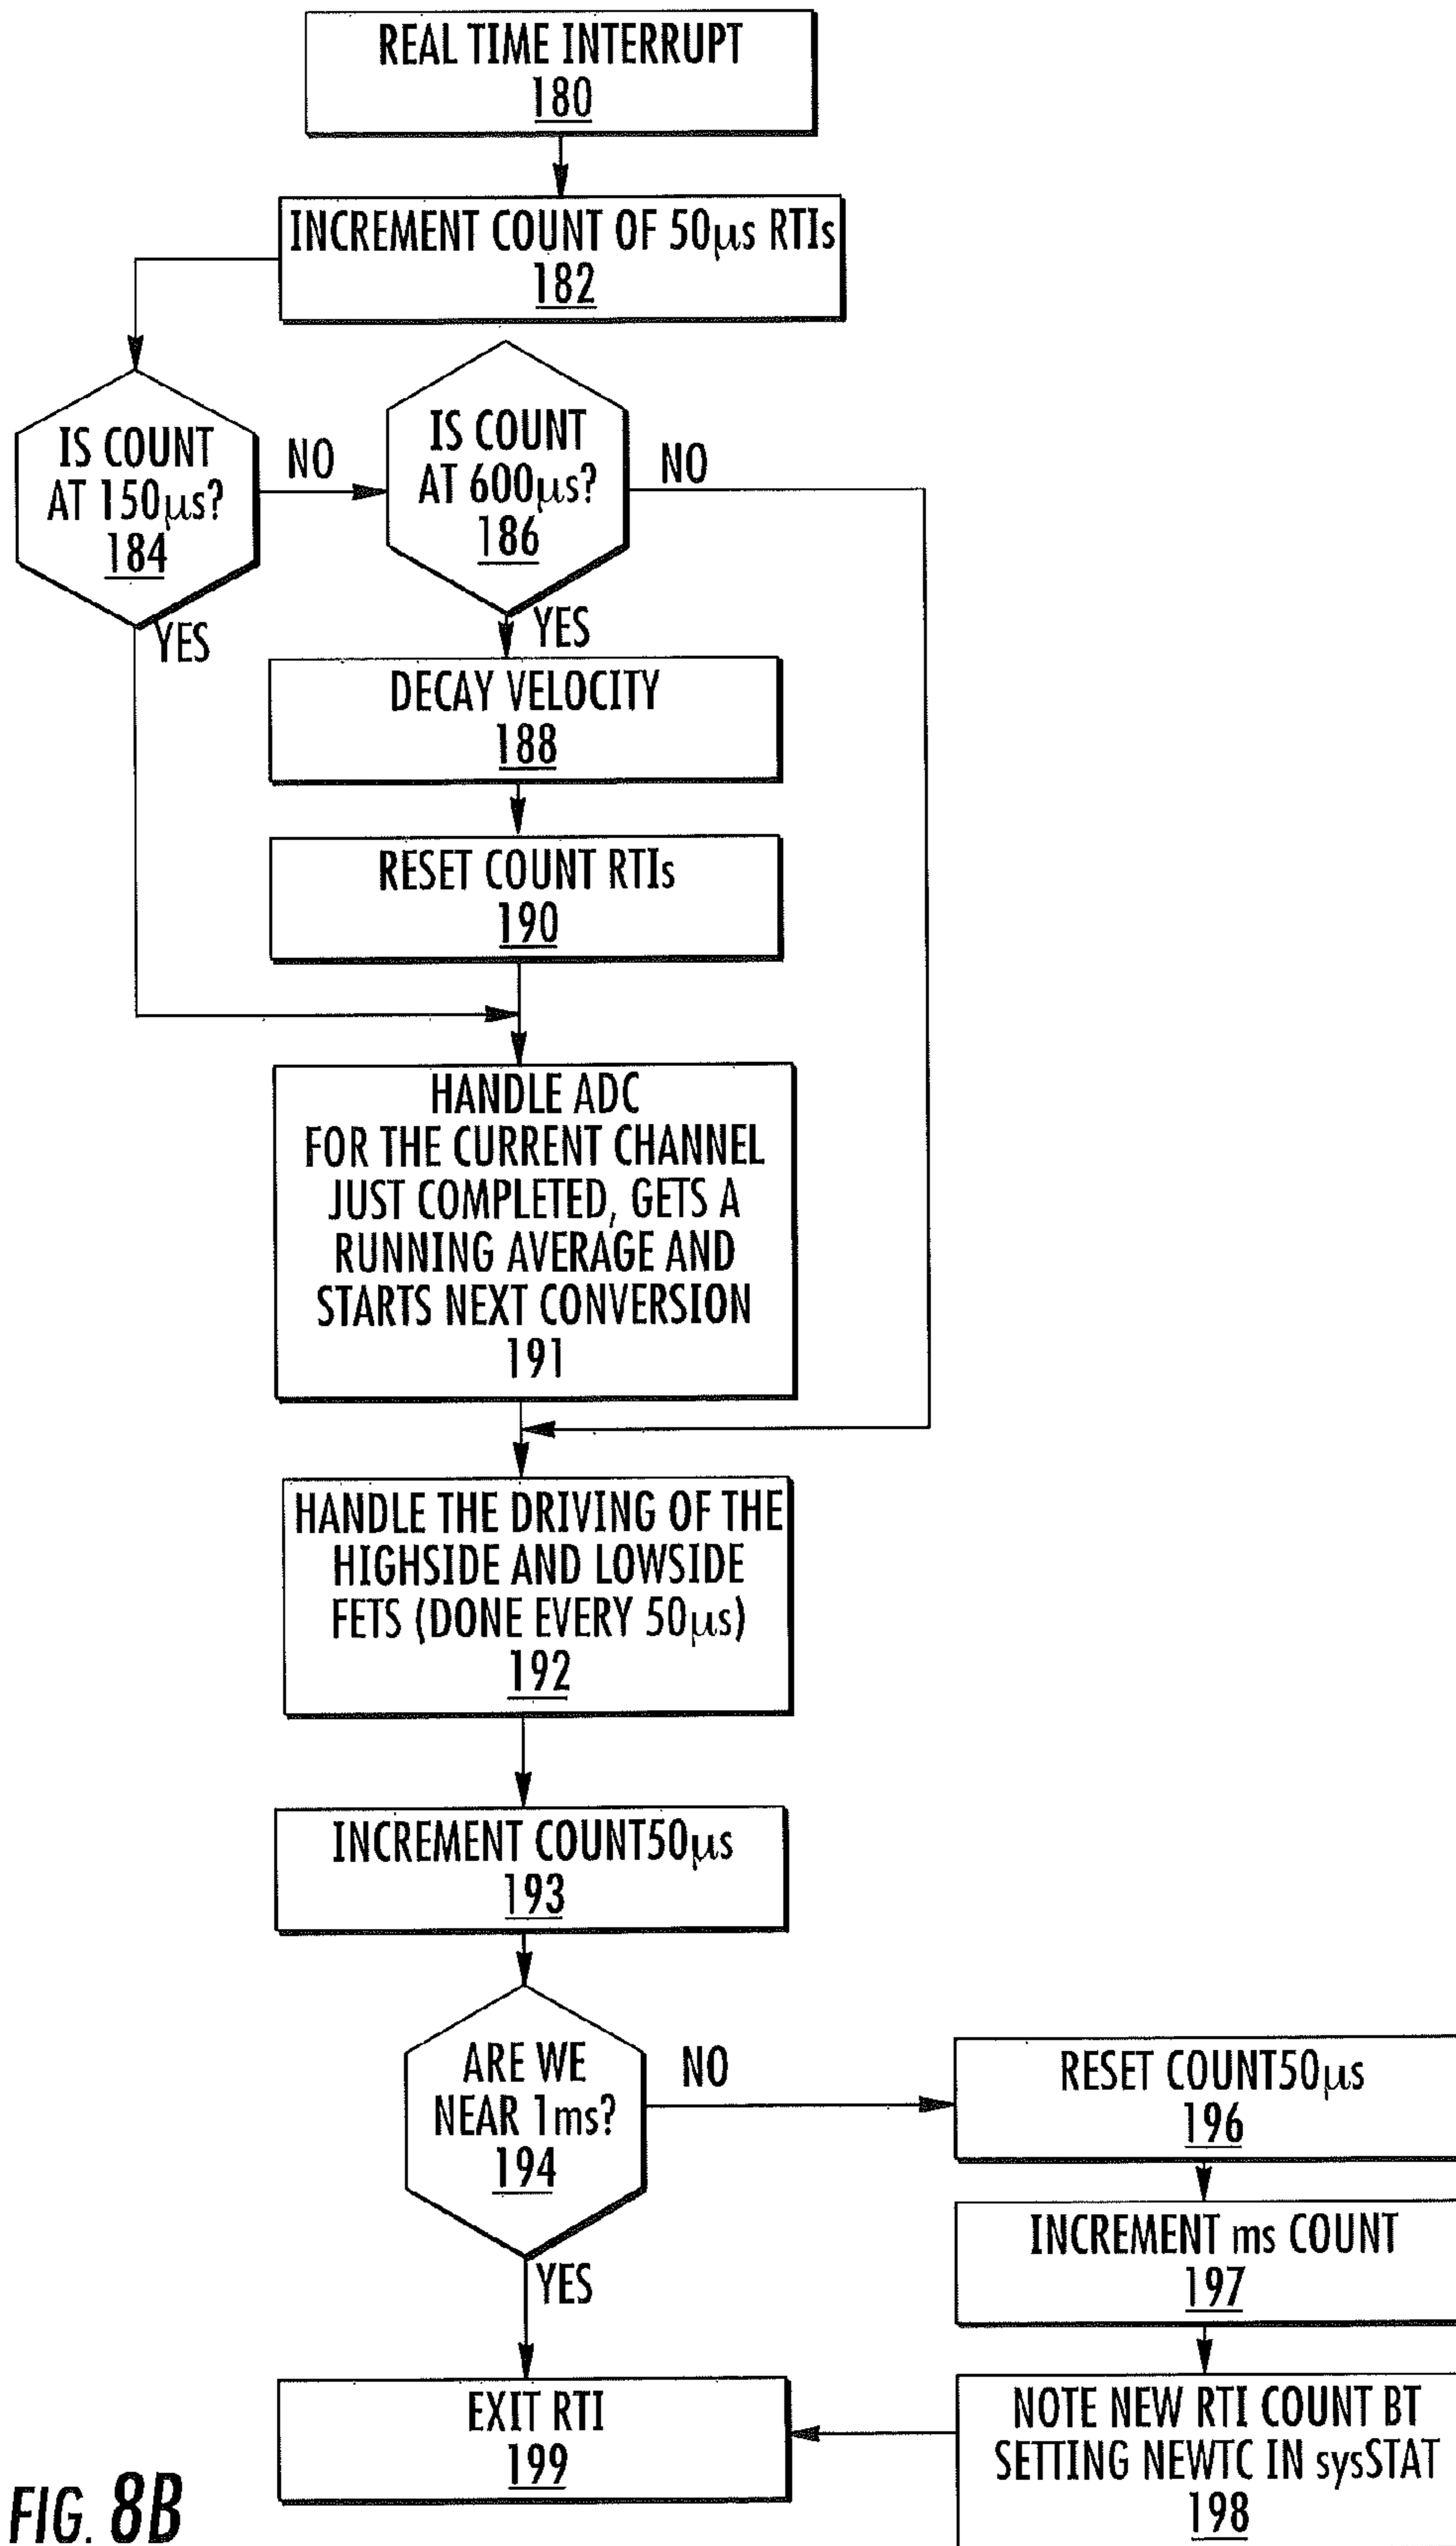 REAL TIME INTERRUPT
180
INCREMENT COUNT OF 50µs RTIs
182
IS COUNT
AT 150µs?
184
NO
YES
IS COUNT
AT 600µs?
186
NO
YES
DECAY VELOCITY
188
RESET COUNT RTIs
190
HANDLE ADC
FOR THE CURRENT CHANNEL
JUST COMPLETED, GETS A
RUNNING AVERAGE AND
STARTS NEXT CONVERSION
191
HANDLE THE DRIVING OF THE
HIGHSIDE AND LOWSIDE
FETS (DONE EVERY 50µs)
192
INCREMENT COUNT50µs
193
ARE WE
NEAR 1ms?
194
NO
YES
RESET COUNT50µs
196
INCREMENT ms COUNT
197
NOTE NEW RTI COUNT BT
SETTING NEWTC IN sysSTAT
198
EXIT RTI
199
FIG. 8B